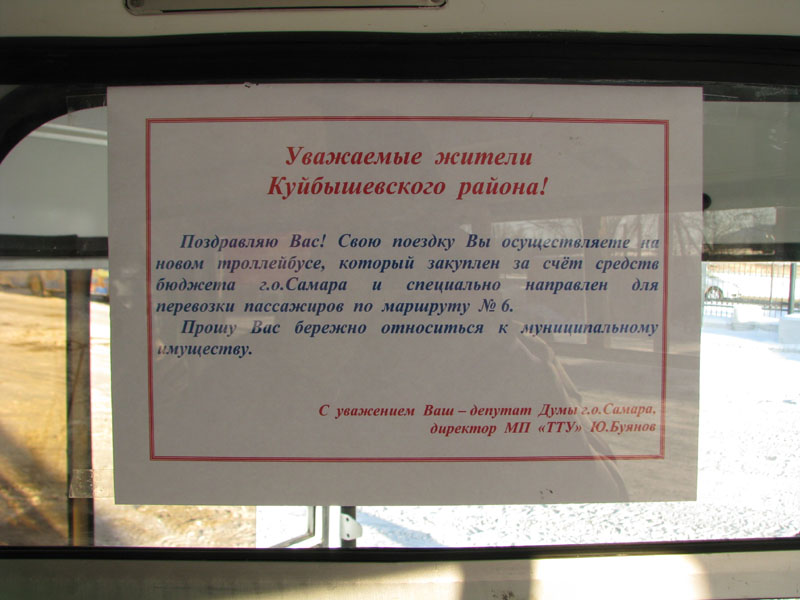 Уважаемые жители
Куйбышевского района!
Поздравляю Вас! Свою поездку Вы осуществляете на
новом троллейбусе, который закуплен за счёт средств
бюджета г.о.Самара и специально направлен для
перевозки пассажиров по маршруту № 6.
Прошу Вас бережно относиться к муниципальному
имуществу.
С уважением Ваш – депутат Думы г.о.Самара,
директор МП «ТТУ» Ю.Буянов